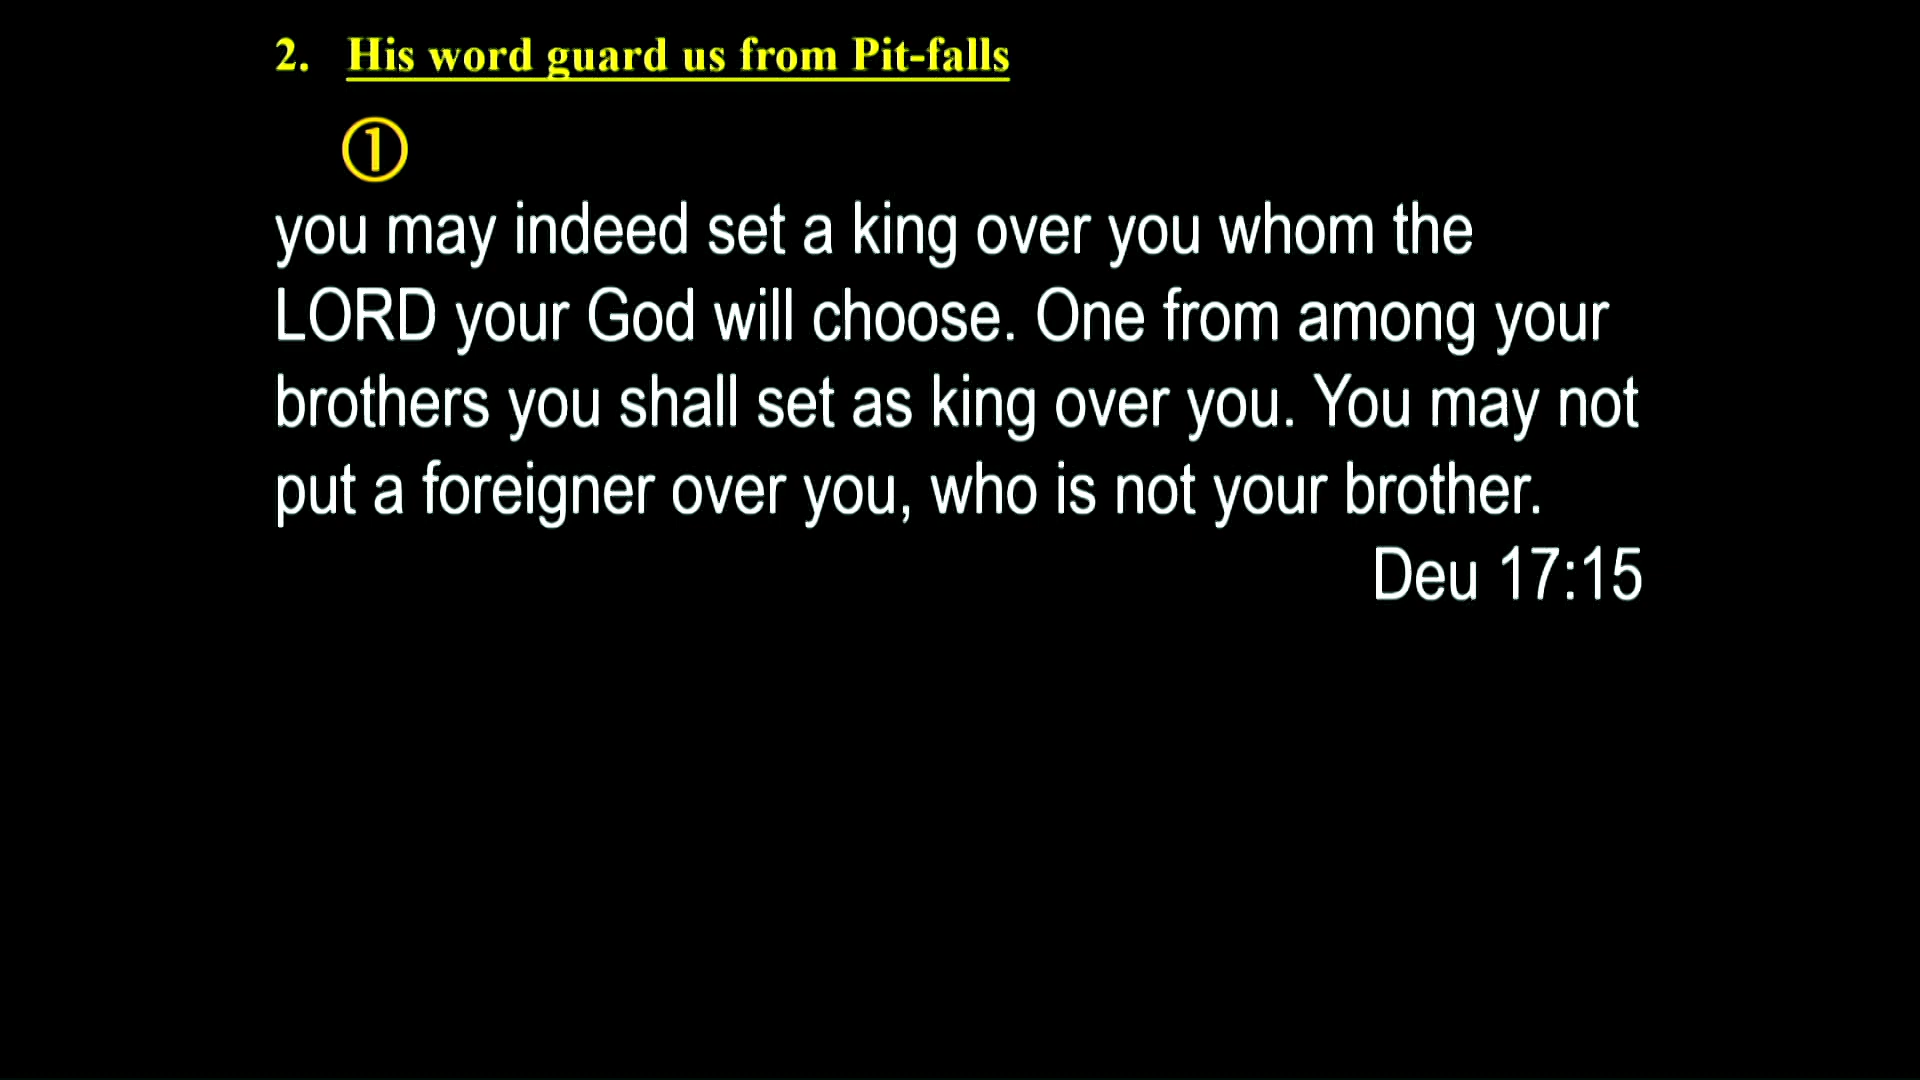 2. His word guard us from Pit-falls
①
you may indeed set a king over you whom the
LORD your God will choose. One from among your
brothers you shall set as king over you. You may not
put a foreigner over you, who is not your brother.
Deu 17:15